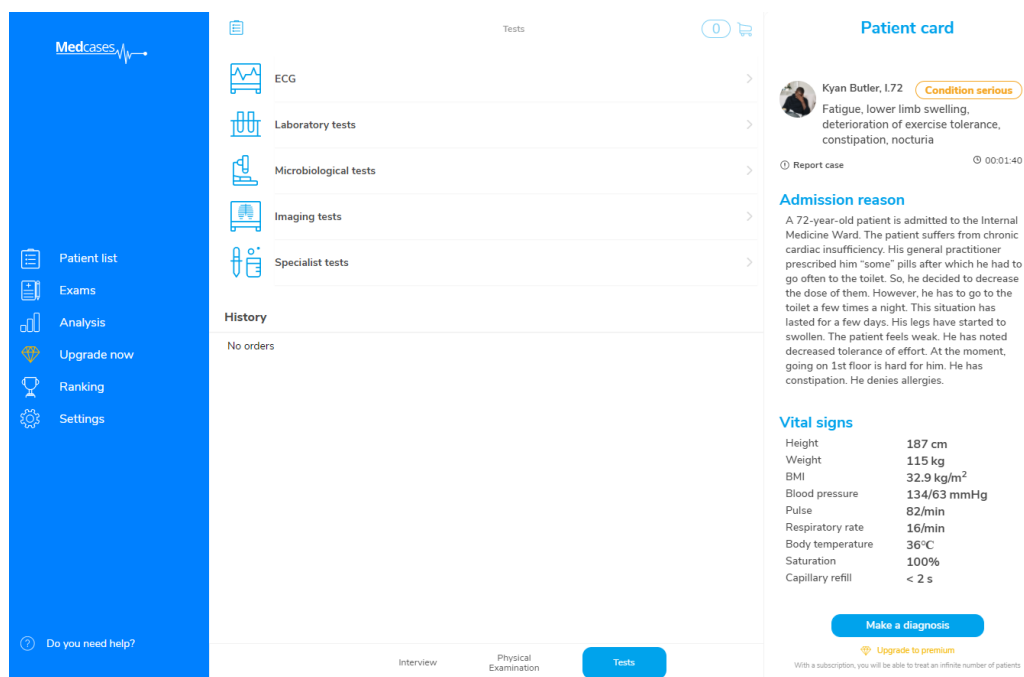 Medcases
Patient list
Exams
Analysis
Upgrade now
Ranking
Settings
Do you need help?
Tests
0
ECG
Laboratory tests
Microbiological tests
Imaging tests
Specialist tests
History
No orders
Interview
Physical
Examination
Tests
Patient card
Kyan Butler, l.72
Condition serious
Fatigue, lower limb swelling,
deterioration of exercise tolerance,
constipation, nocturia
Report case
00:01:40
Admission reason
A 72-year-old patient is admitted to the Internal
Medicine Ward. The patient suffers from chronic
cardiac insufficiency. His general practitioner
prescribed him “some” pills after which he had to
go often to the toilet. So, he decided to decrease
the dose of them. However, he has to go to the
toilet a few times a night. This situation has
lasted for a few days. His legs have started to
swollen. The patient feels weak. He has noted
decreased tolerance of effort. At the moment,
going on 1st floor is hard for him. He has
constipation. He denies allergies.
Vital signs
Height 187 cm
Weight 115 kg
BMI 32.9 kg/m²
Blood pressure 134/63 mmHg
Pulse 82/min
Respiratory rate 16/min
Body temperature 36°C
Saturation 100%
Capillary refill < 2 s
Make a diagnosis
Upgrade to premium
With a subscription, you will be able to treat an infinite number of patients